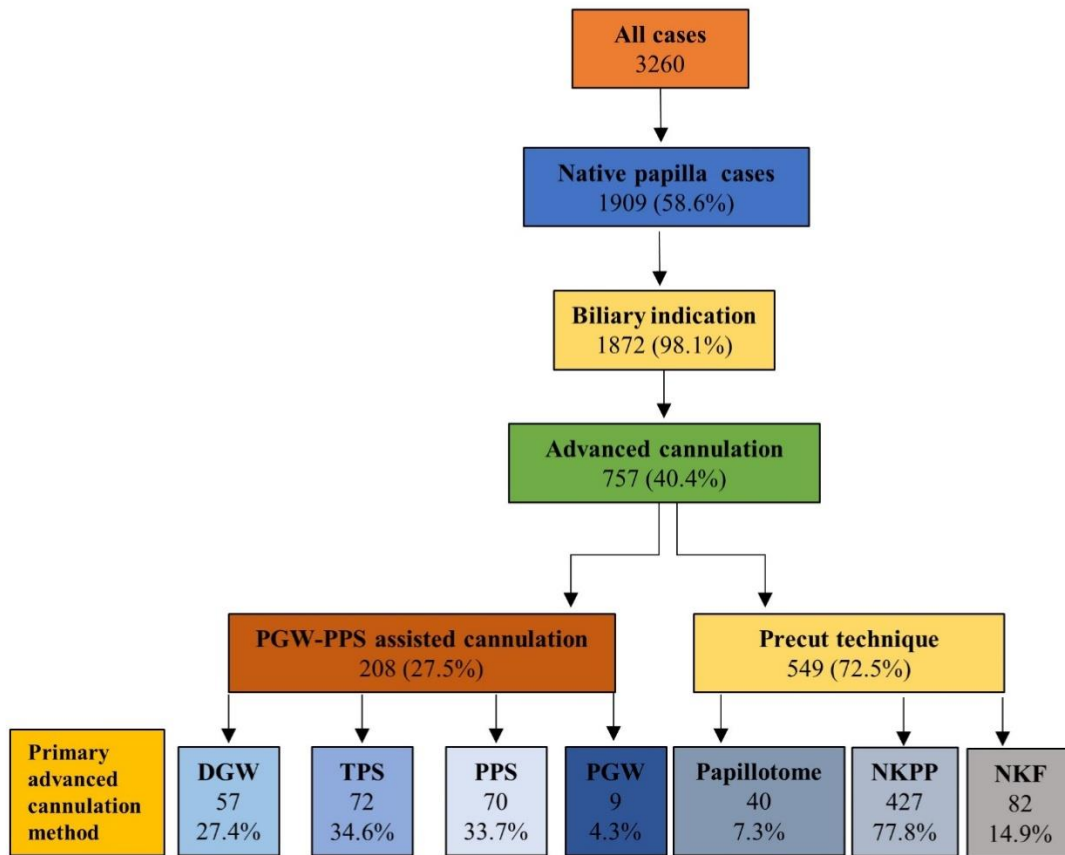 All cases
3260
Native papilla cases
1909 (58.6%)
Biliary indication
1872 (98.1%)
Advanced cannulation
757 (40.4%)
PGW-PPS assisted cannulation
208 (27.5%)
Precut technique
549 (72.5%)
Primary
advanced
cannulation
method
DGW
57
27.4%
TPS
72
34.6%
PPS
70
33.7%
PGW
9
4.3%
Papillotome
40
7.3%
NKPP
427
77.8%
NKF
82
14.9%